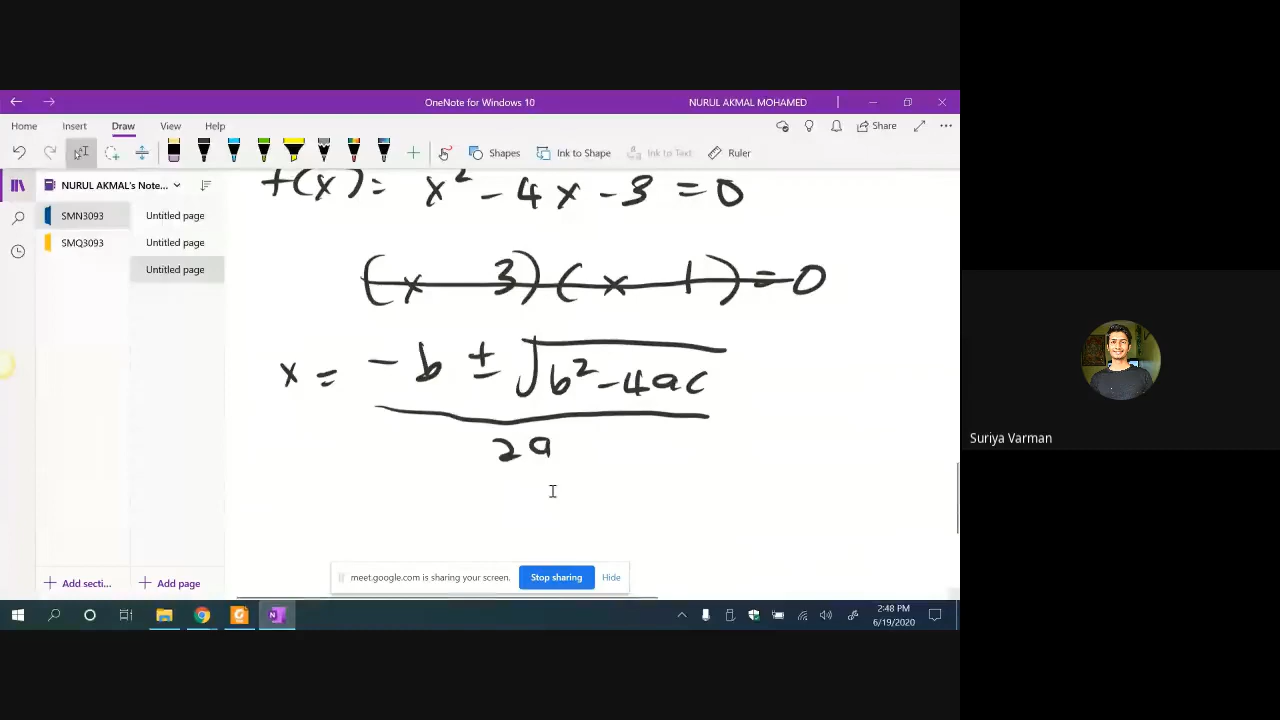 OneNote for Windows 10
NURUL AKMAL MOHAMED
Home Insert Draw View Help
Share
Shapes Ink to Shape Ink to Text Ruler
NURUL AKMAL's Note...
SMN3093
SMQ3093
Untitled page
Untitled page
Untitled page
f(x) = x² - 4x - 3 = 0
(x 3)(x 1) = 0
x = -b ± √b² - 4ac
2a
Suriya Varman
Add secti...
Add page
meet.google.com is sharing your screen.
Stop sharing
Hide
2:48 PM
6/19/2020